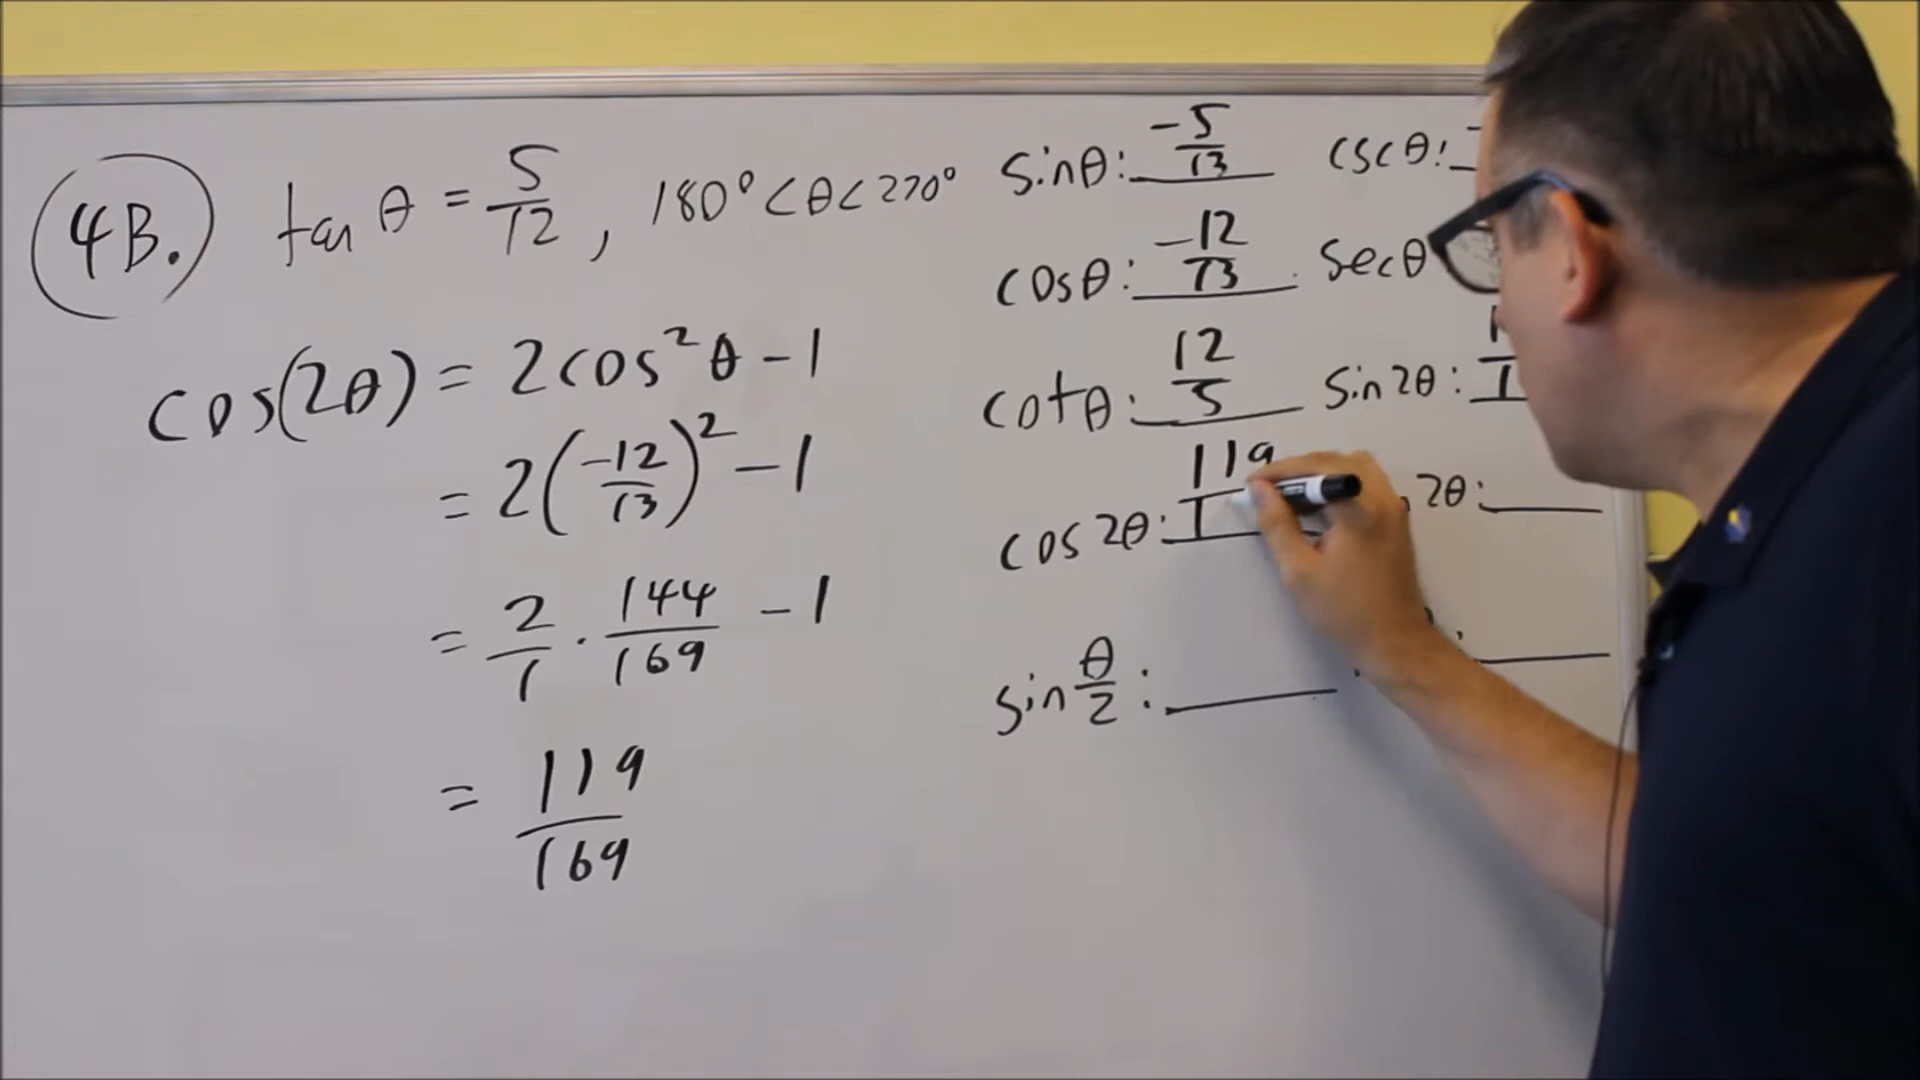 4B. tan θ = 5/12, 180° < θ < 270°
cos(2θ) = 2cos²θ - 1
= 2(-12/13)² - 1
= 2/1 · 144/169 - 1
= 119/169
sin θ: -5/13 csc θ:
cos θ: -12/13 sec θ
cot θ: 12/5 sin 2θ: 1
cos 2θ: 119/1 2θ:
sin θ/2: